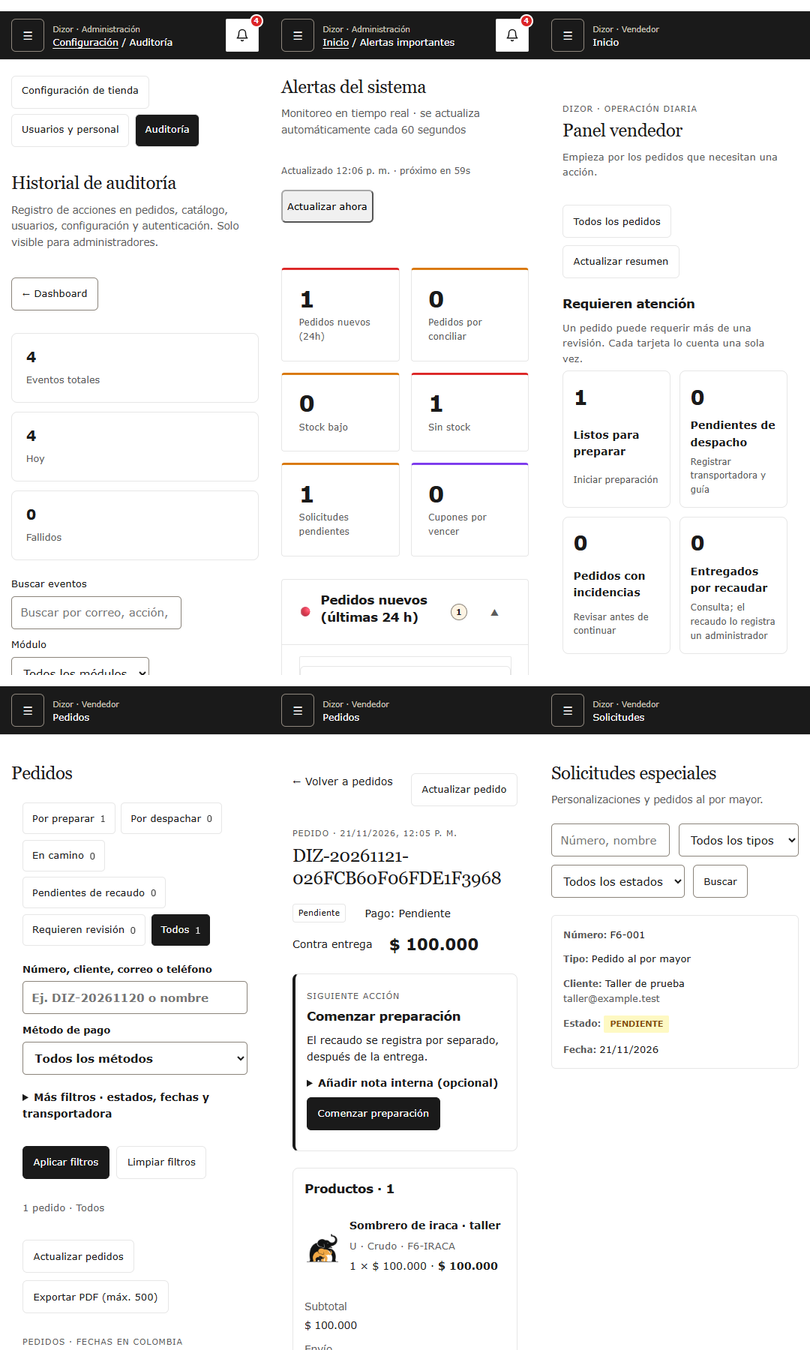 Dizor · Administración
Configuración / Auditoría
4
Configuración de tienda
Usuarios y personal
Auditoría
Historial de auditoría
Registro de acciones en pedidos, catálogo,
usuarios, configuración y autenticación. Solo
visible para administradores.
← Dashboard
4
Eventos totales
4
Hoy
0
Fallidos
Buscar eventos
Buscar por correo, acción,
Módulo
Todos los módulos
Dizor · Administración
Inicio / Alertas importantes
4
Alertas del sistema
Monitoreo en tiempo real · se actualiza
automáticamente cada 60 segundos
Actualizado 12:06 p. m. · próximo en 59s
Actualizar ahora
1
Pedidos nuevos
(24h)
0
Pedidos por
conciliar
0
Stock bajo
1
Sin stock
1
Solicitudes
pendientes
0
Cupones por
vencer
Pedidos nuevos
(últimas 24 h)
1
▲
Dizor · Vendedor
Inicio
DIZOR · OPERACIÓN DIARIA
Panel vendedor
Empieza por los pedidos que necesitan una
acción.
Todos los pedidos
Actualizar resumen
Requieren atención
Un pedido puede requerir más de una
revisión. Cada tarjeta lo cuenta una sola
vez.
1
Listos para
preparar
Iniciar preparación
0
Pendientes de
despacho
Registrar
transportadora y
guía
0
Pedidos con
incidencias
Revisar antes de
continuar
0
Entregados
por recaudar
Consulta; el
recaudo lo registra
un administrador
Dizor · Vendedor
Pedidos
Pedidos
Por preparar 1
Por despachar 0
En camino 0
Pendientes de recaudo 0
Requieren revisión 0
Todos 1
Número, cliente, correo o teléfono
Ej. DIZ-20261120 o nombre
Método de pago
Todos los métodos
▶ Más filtros · estados, fechas y
transportadora
Aplicar filtros
Limpiar filtros
1 pedido · Todos
Actualizar pedidos
Exportar PDF (máx. 500)
PEDIDOS · FECHAS EN COLOMBIA
Dizor · Vendedor
Pedidos
← Volver a pedidos
Actualizar pedido
PEDIDO · 21/11/2026, 12:05 P. M.
DIZ-20261121-
026FCB60F06FDE1F3968
Pendiente
Pago: Pendiente
Contra entrega
$ 100.000
SIGUIENTE ACCIÓN
Comenzar preparación
El recaudo se registra por separado,
después de la entrega.
▶ Añadir nota interna (opcional)
Comenzar preparación
Productos · 1
Sombrero de iraca · taller
U · Crudo · F6-IRACA
1 × $ 100.000 · $ 100.000
Subtotal
$ 100.000
Envío
Dizor · Vendedor
Solicitudes
Solicitudes especiales
Personalizaciones y pedidos al por mayor.
Número, nombre
Todos los tipos
Todos los estados
Buscar
Número: F6-001
Tipo: Pedido al por mayor
Cliente: Taller de prueba
taller@example.test
Estado: PENDIENTE
Fecha: 21/11/2026